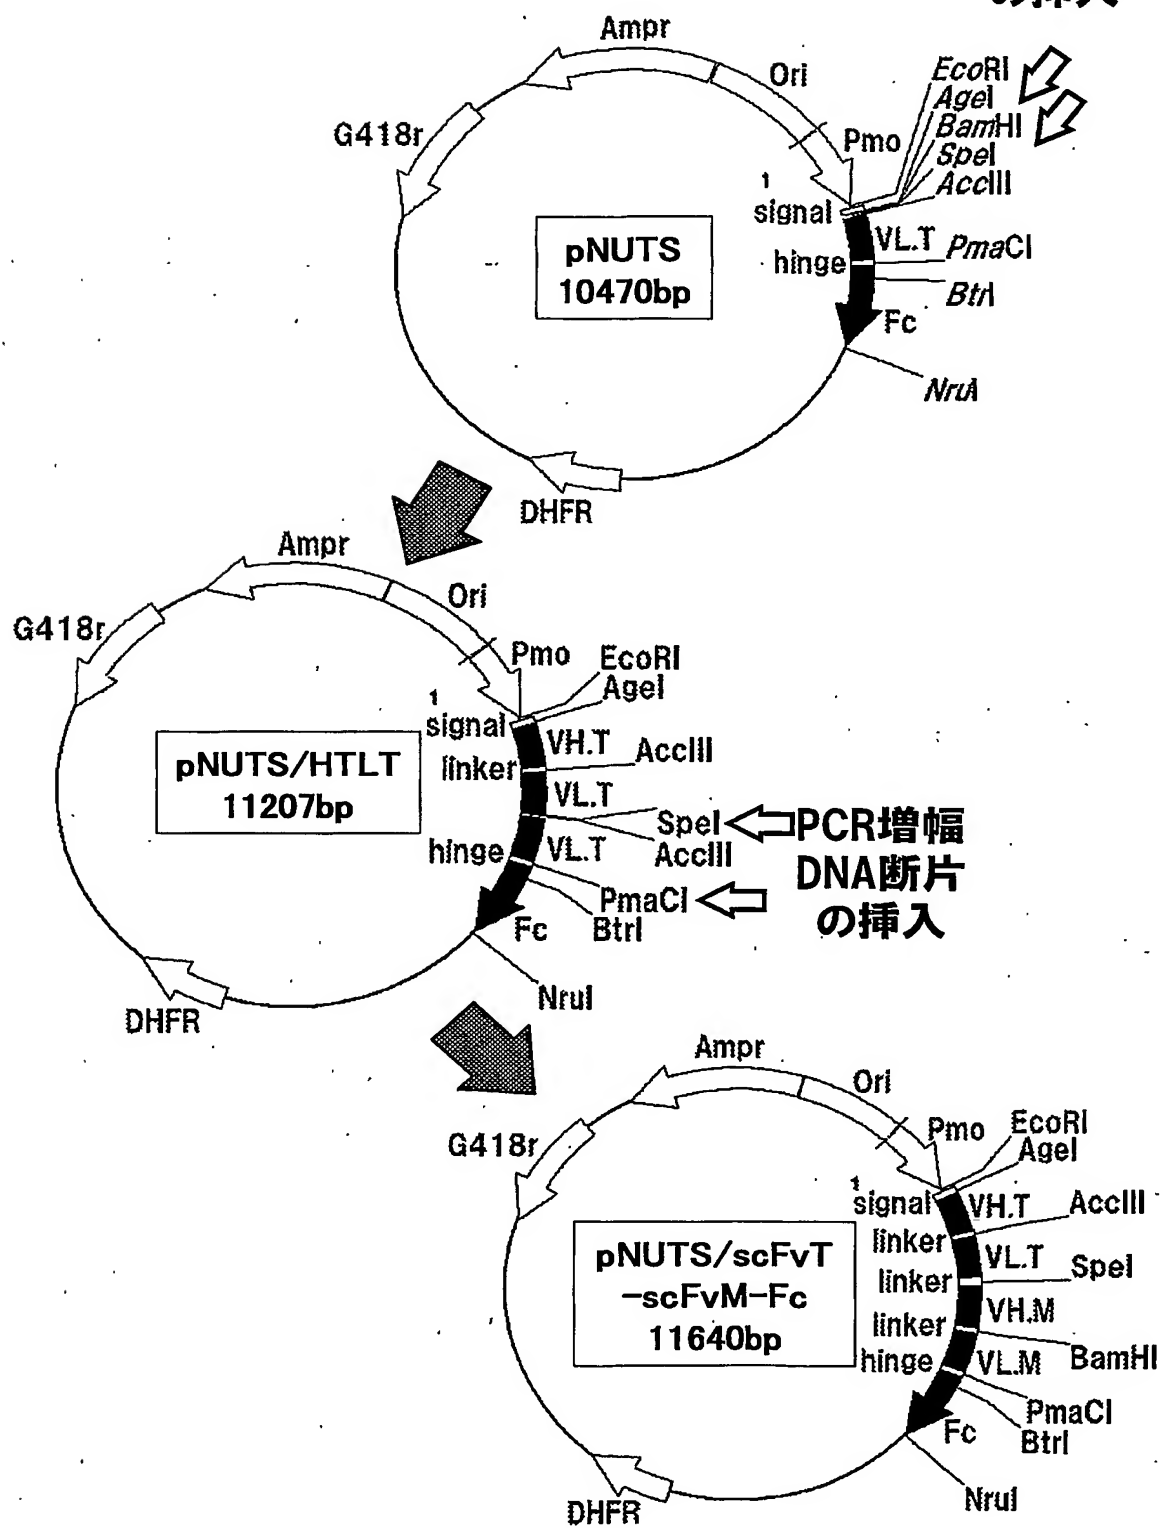 の挿入
Ampr
Ori
EcoRI
AgeI
BamHI
SpeI
AccIII
G418r
Pmo
1
signal
VL.T
PmaCI
hinge
BtrI
pNUTS
10470bp
Fc
NruI
DHFR
Ampr
Ori
G418r
Pmo
EcoRI
AgeI
1
signal
VH.T
AccIII
linker
pNUTS/HTLT
11207bp
VL.T
SpeI
AccIII
PCR増幅
DNA断片
の挿入
hinge
VL.T
PmaCI
BtrI
Fc
NruI
DHFR
Ampr
Ori
G418r
Pmo
EcoRI
AgeI
1
signal
VH.T
AccIII
linker
VL.T
SpeI
linker
VH.M
linker
BamHI
hinge
VL.M
pNUTS/scFvT
-scFvM-Fc
11640bp
PmaCI
BtrI
Fc
NruI
DHFR